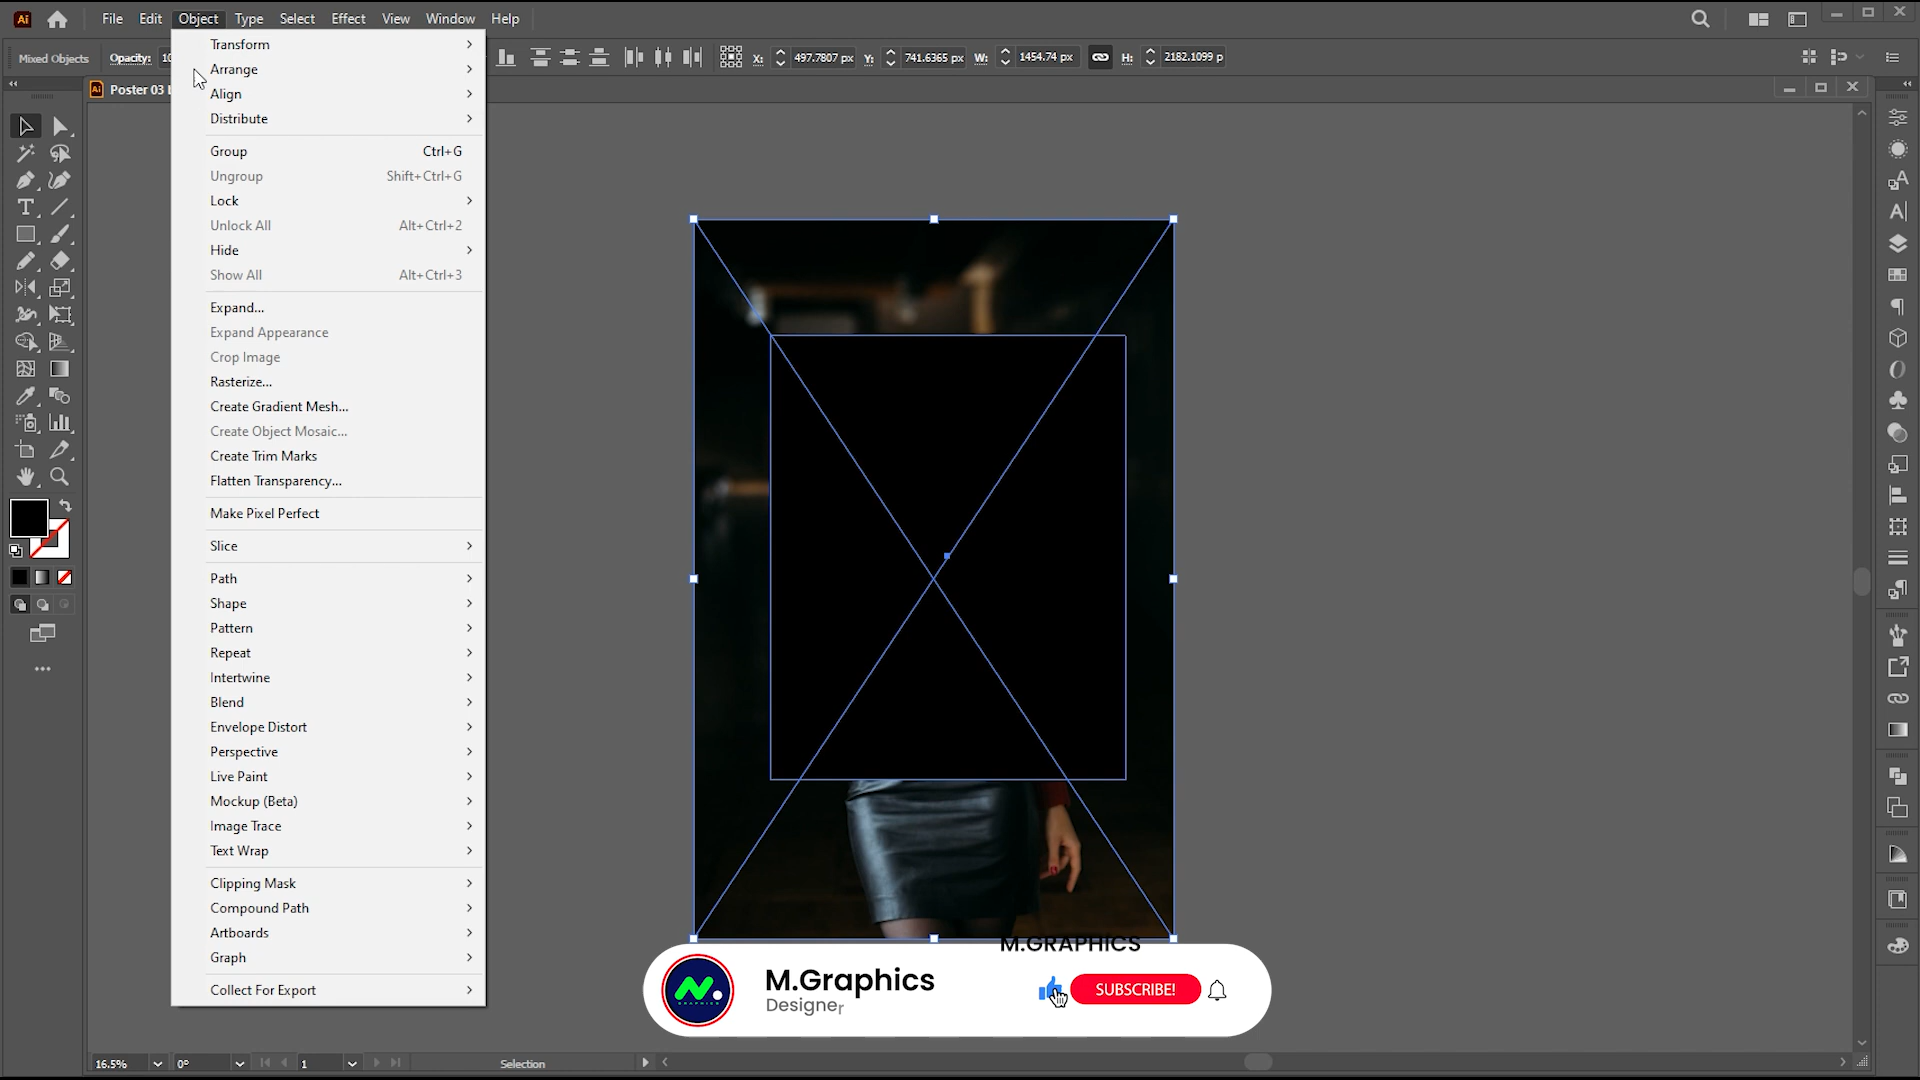 Ai File Edit Object Type Select Effect View Window Help
Mixed Objects Opacity: 10 X: 497.7807 px Y: 741.6365 px W: 1454.74 px H: 2182.1099 p
Ai Poster 03
Transform
Arrange
Align
Distribute
Group Ctrl+G
Ungroup Shift+Ctrl+G
Lock
Unlock All Alt+Ctrl+2
Hide
Show All Alt+Ctrl+3
Expand...
Expand Appearance
Crop Image
Rasterize...
Create Gradient Mesh...
Create Object Mosaic...
Create Trim Marks
Flatten Transparency...
Make Pixel Perfect
Slice
Path
Shape
Pattern
Repeat
Intertwine
Blend
Envelope Distort
Perspective
Live Paint
Mockup (Beta)
Image Trace
Text Wrap
Clipping Mask
Compound Path
Artboards
Graph
Collect For Export
M.GRAPHICS
M.Graphics
Designer
SUBSCRIBE!
16.5% 0° 1 Selection